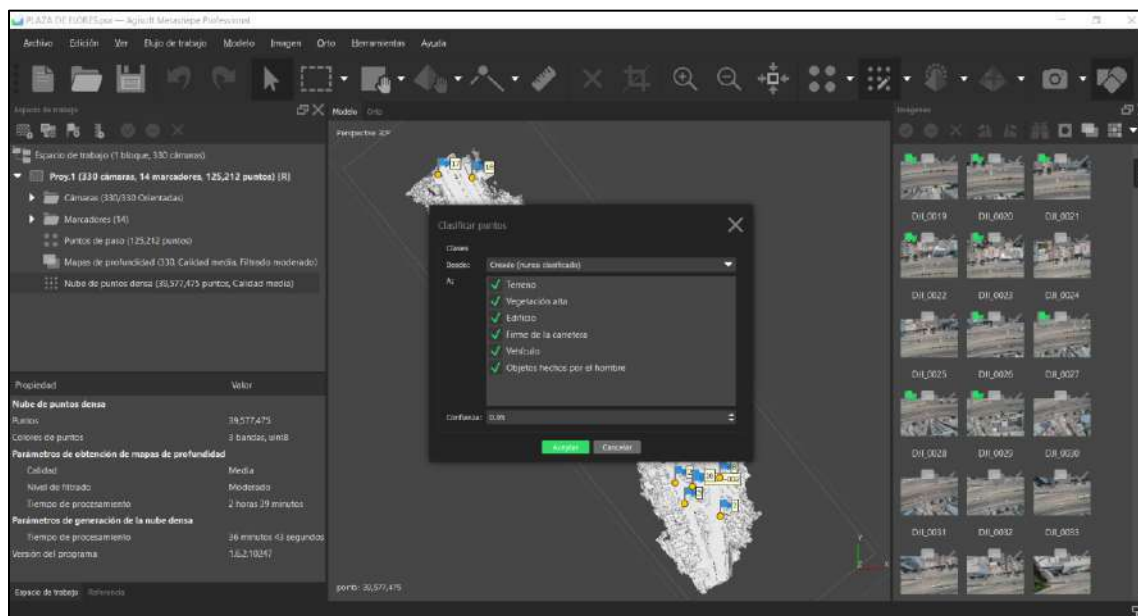 PLAZA DE FLORES.psx — Agisoft Metashape Professional
Archivo Edición Ver Flujo de trabajo Modelo Imagen Orto Herramientas Ayuda
Espacio de trabajo
Modelo Orto
Imágenes
Perspectiva 30°
Espacio de trabajo (1 bloque, 330 cámaras)
Proy.1 (330 cámaras, 14 marcadores, 125,212 puntos) [R]
Cámaras (330/330 Orientadas)
Marcadores (14)
Puntos de paso (125,212 puntos)
Mapas de profundidad (330, Calidad media, Filtrado moderado)
Nube de puntos densa (39,577,475 puntos, Calidad media)
Propiedad Valor
Nube de puntos densa
Puntos 39,577,475
Colores de puntos 3 bandas, uint8
Parámetros de obtención de mapas de profundidad
Calidad Media
Nivel de filtrado Moderado
Tiempo de procesamiento 2 horas 39 minutos
Parámetros de generación de la nube densa
Tiempo de procesamiento 36 minutos 43 segundos
Versión del programa 1.6.2.10247
Espacio de trabajo Referencia
Clasificar puntos
Clases
Desde: Creado (nunca clasificado)
A:
Terreno
Vegetación alta
Edificio
Firme de la carretera
Vehículo
Objetos hechos por el hombre
Confianza: 0.05
Aceptar Cancelar
Y
Z X
DJI_0019 DJI_0020 DJI_0021
DJI_0022 DJI_0023 DJI_0024
DJI_0025 DJI_0026 DJI_0027
DJI_0028 DJI_0029 DJI_0030
DJI_0031 DJI_0032 DJI_0033